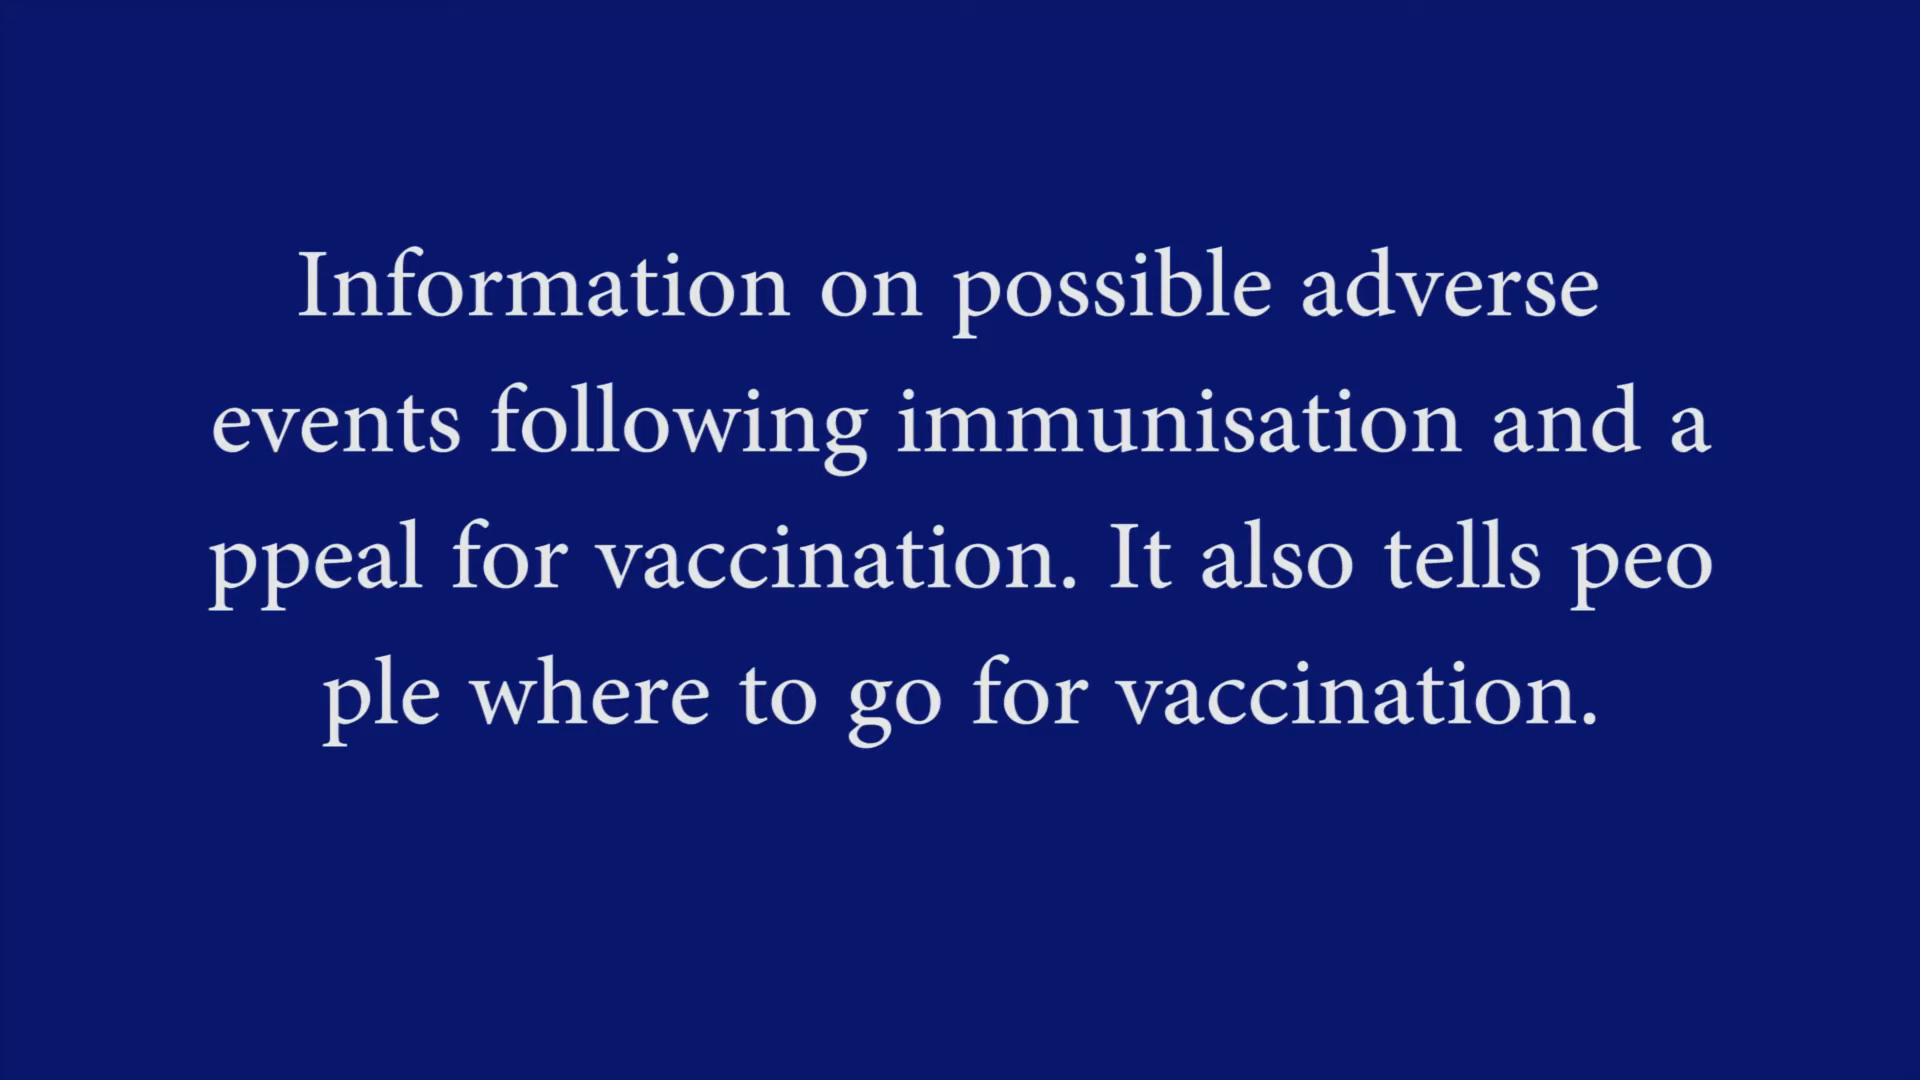 Information on possible adverse
events following immunisation and a
ppeal for vaccination. It also tells peo
ple where to go for vaccination.